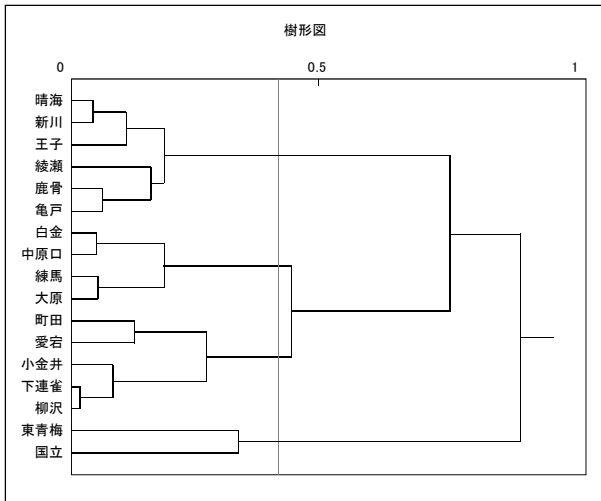 樹形図
0 0.5 1
晴海
新川
王子
綾瀬
鹿骨
亀戸
白金
中原口
練馬
大原
町田
愛宕
小金井
下連雀
柳沢
東青梅
国立